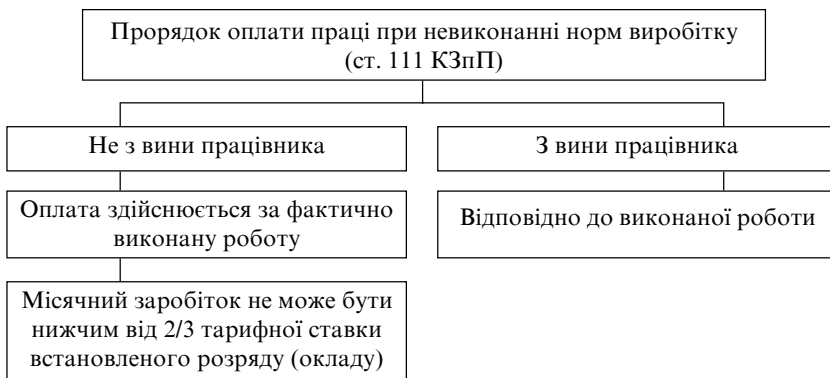 Прорядок оплати праці при невиконанні норм виробітку
(ст. 111 КЗпП)
Не з вини працівника
З вини працівника
Оплата здійснюється за фактично
виконану роботу
Відповідно до виконаної роботи
Місячний заробіток не може бути
нижчим від 2/3 тарифної ставки
встановленого розряду (окладу)